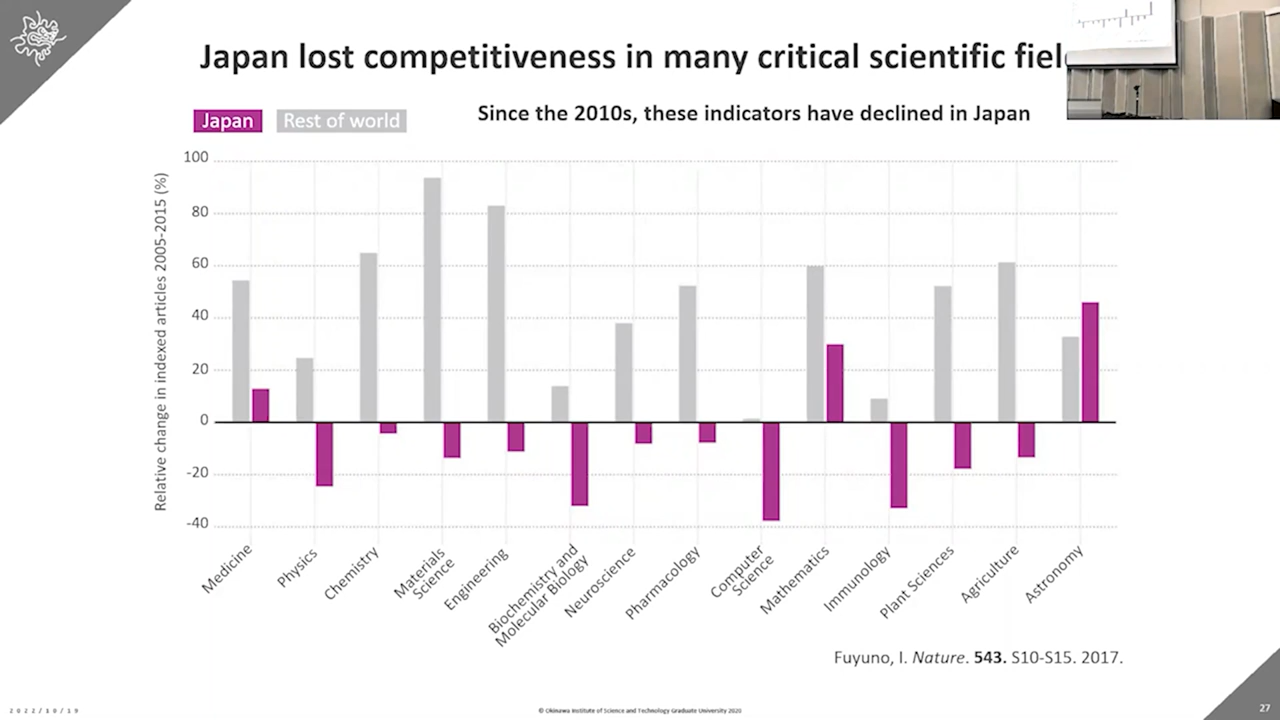 Japan lost competitiveness in many critical scientific
Japan
Rest of world
Since the 2010s, these indicators have declined in Japan
Relative change in indexed articles 2005-2015 (%)
100
80
60
40
20
0
-20
-40
Medicine
Physics
Chemistry
Materials
Science
Engineering
Biochemistry and
Molecular Biology
Neuroscience
Pharmacology
Computer
Science
Mathematics
Immunology
Plant Sciences
Agriculture
Astronomy
Fuyuno, I. Nature. 543. S10-S15. 2017.
2022/10/19
© Okinawa Institute of Science and Technology Graduate University 2020
27